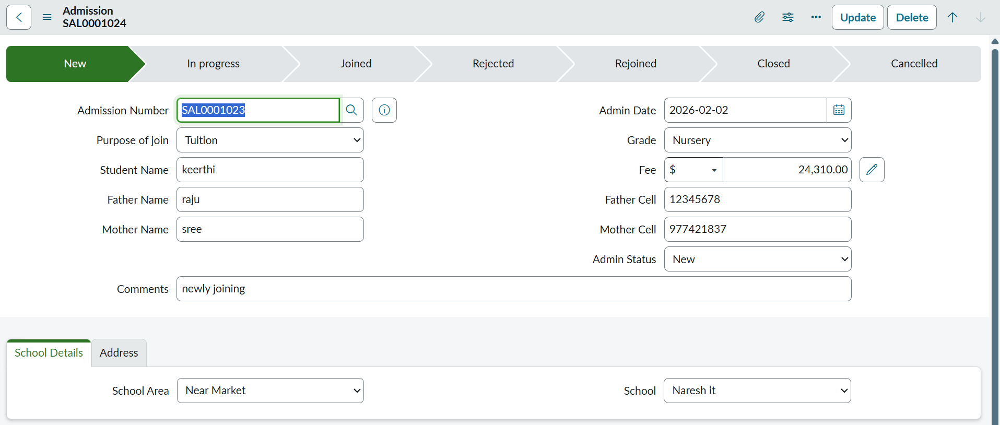 Admission
SAL0001024
Update
Delete
New
In progress
Joined
Rejected
Rejoined
Closed
Cancelled
Admission Number
SAL0001023
Admin Date
2026-02-02
Purpose of join
Tuition
Grade
Nursery
Student Name
keerthi
Fee
$
24,310.00
Father Name
raju
Father Cell
12345678
Mother Name
sree
Mother Cell
977421837
Admin Status
New
Comments
newly joining
School Details
Address
School Area
Near Market
School
Naresh it